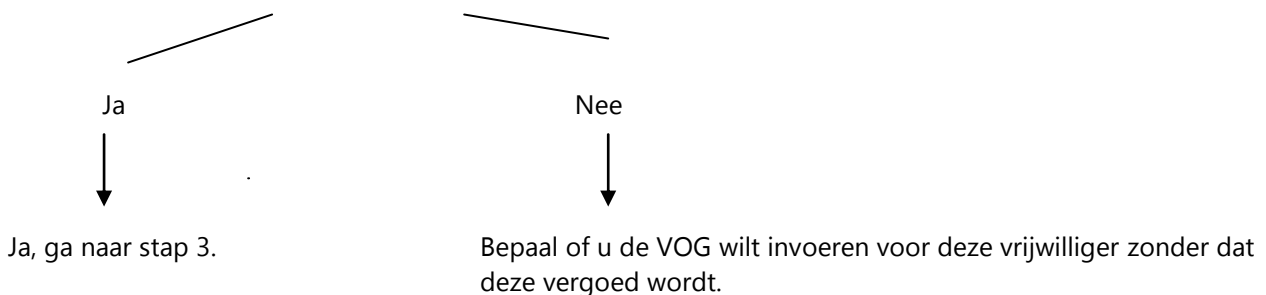 Ja
Nee
Ja, ga naar stap 3.
Bepaal of u de VOG wilt invoeren voor deze vrijwilliger zonder dat
deze vergoed wordt.